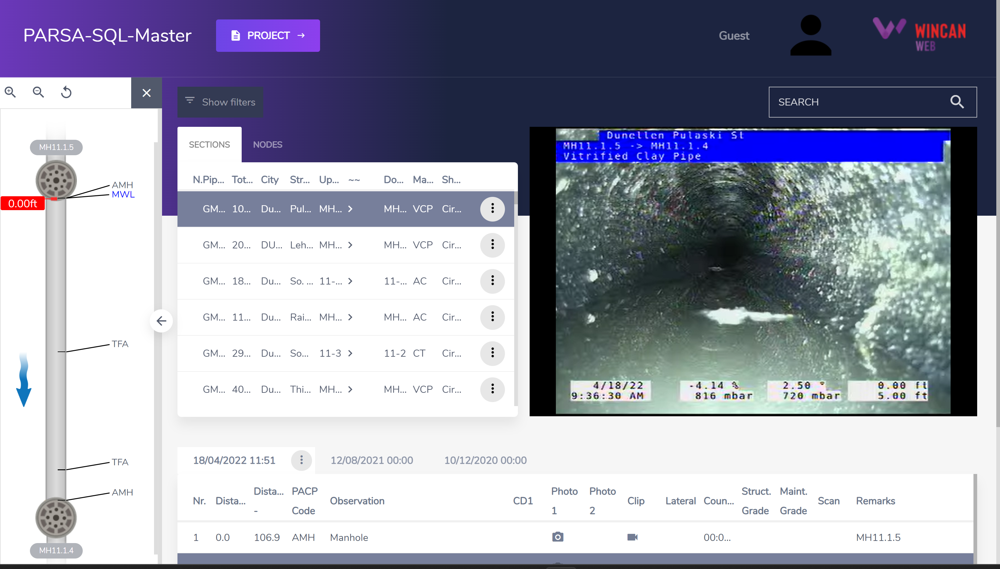 PARSA-SQL-Master
PROJECT →
Guest
WINCAN
WEB
Show filters
SEARCH
MH11.1.5
AMH
MWL
0.00ft
TFA
TFA
AMH
MH11.1.4
SECTIONS NODES
N. Pip... Tot... City Str... Up... ~~ Do... Ma... Sh...
GM... 10... Du... Pul... MH... > MH... VCP Cir...
GM... 20... DU... Leh... MH... > MH... VCP Cir...
GM... 18... Du... So. ... 11-... > 11-... AC Cir...
GM... 11... Du... Rai... MH... > MH... AC Cir...
GM... 29... Du... So... 11-3 > 11-2 CT Cir...
GM... 40... Du... Thi... MH... > MH... VCP Cir...
Dunellen Pulaski St
MH11.1.5 -> MH11.1.4
Vitrified Clay Pipe
4/18/22 -4.14 % 2.50 ° 0.00 ft
9:36:30 AM 816 mbar 720 mbar 5.00 ft
18/04/2022 11:51 12/08/2021 00:00 10/12/2020 00:00
Nr. Dista... Dista... - PACP Code Observation CD1 Photo 1 Photo 2 Clip Lateral Coun... Struct. Grade Maint. Grade Scan Remarks
1 0.0 106.9 AMH Manhole 00:0... MH11.1.5